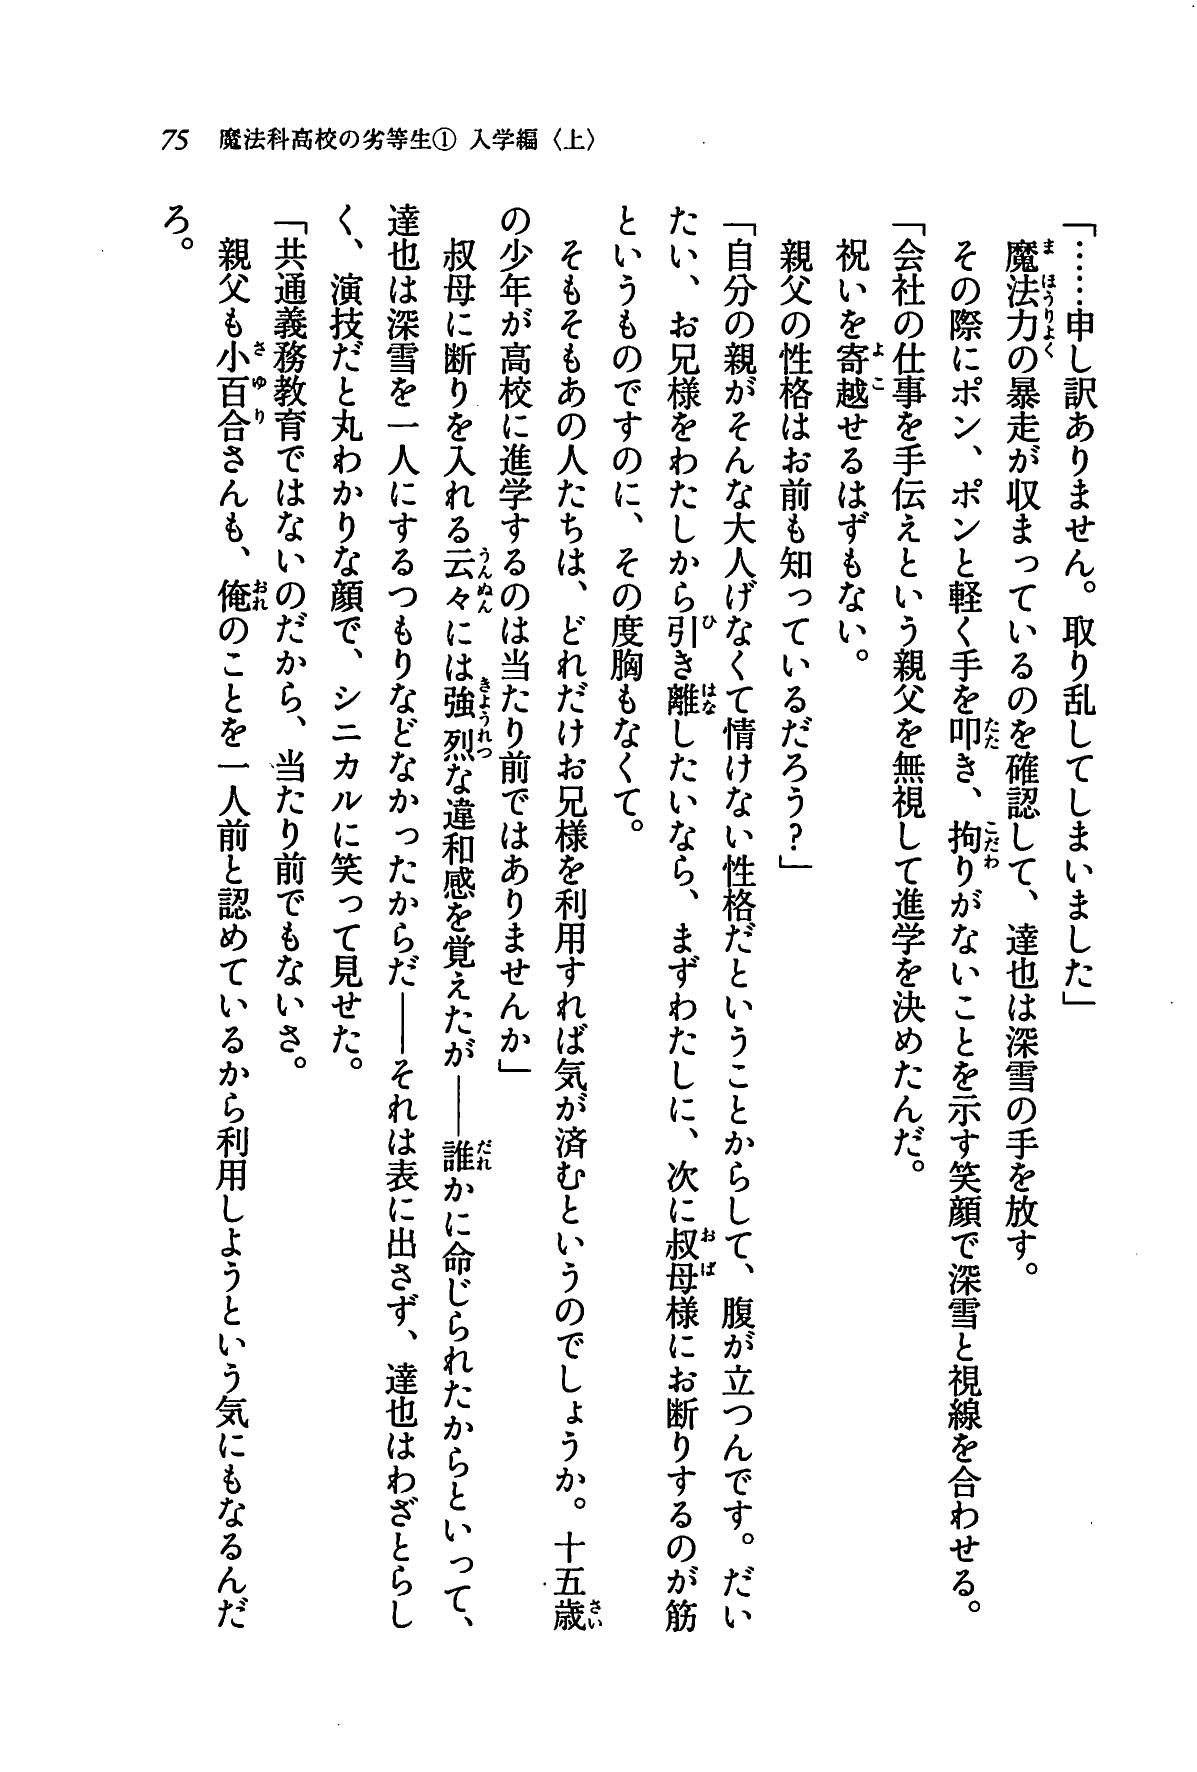 75 魔法科高校の劣等生① 入学編〈上〉
「……申し訳ありません。取り乱してしまいました」
魔法力の暴走が収まっているのを確認して、達也は深雪の手を放す。
その際にポン、ポンと軽く手を叩き、拘りがないことを示す笑顔で深雪と視線を合わせる。
「会社の仕事を手伝えという親父を無視して進学を決めたんだ。
祝いを寄越せるはずもない。
親父の性格はお前も知っているだろう？」
「自分の親がそんな大人げなくて情けない性格だということからして、腹が立つんです。だい
たい、お兄様をわたしから引き離したいなら、まずわたしに、次に叔母様にお断りするのが筋
というものですのに、その度胸もなくて。
そもそもあの人たちは、どれだけお兄様を利用すれば気が済むというのでしょうか。十五歳
の少年が高校に進学するのは当たり前ではありませんか」
叔母に断りを入れる云々には強烈な違和感を覚えたが――誰かに命じられたからといって、
達也は深雪を一人にするつもりなどなかったからだ――それは表に出さず、達也はわざとらし
く、演技だと丸わかりな顔で、シニカルに笑って見せた。
「共通義務教育ではないのだから、当たり前でもないさ。
親父も小百合さんも、俺のことを一人前と認めているから利用しようという気にもなるんだ
ろ。